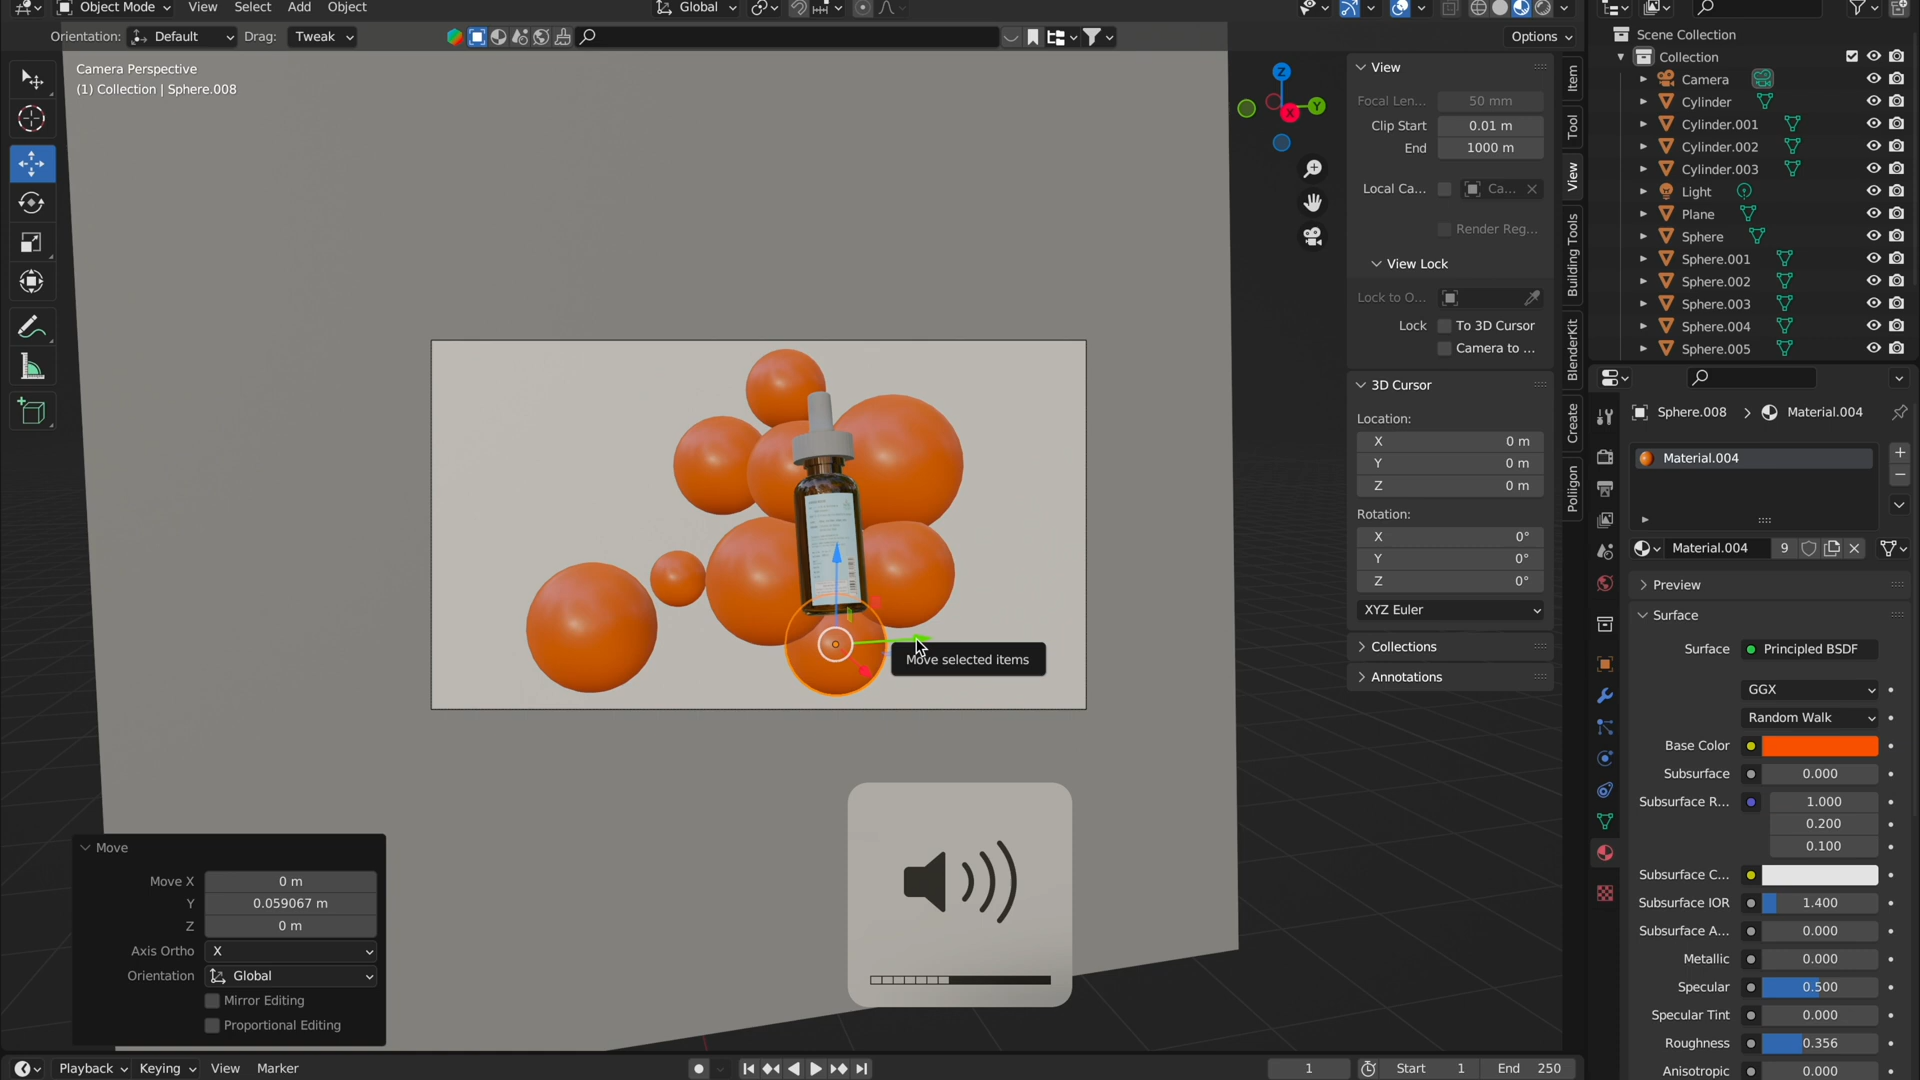 Object Mode
View
Select
Add
Object
Global
Orientation:
Default
Drag:
Tweak
Options
Camera Perspective
(1) Collection | Sphere.008
View
Focal Len...
50 mm
Clip Start
0.01 m
End
1000 m
Local Ca...
Ca...
Render Reg...
View Lock
Lock to O...
Lock
To 3D Cursor
Camera to ...
3D Cursor
Location:
X
0 m
Y
0 m
Z
0 m
Rotation:
X
0°
Y
0°
Z
0°
XYZ Euler
Collections
Annotations
Item
Tool
View
Building Tools
BlenderKit
Create
Poliigon
Z
Y
X
Move selected items
Move
Move X
0 m
Y
0.059067 m
Z
0 m
Axis Ortho
X
Orientation
Global
Mirror Editing
Proportional Editing
Scene Collection
Collection
Camera
Cylinder
Cylinder.001
Cylinder.002
Cylinder.003
Light
Plane
Sphere
Sphere.001
Sphere.002
Sphere.003
Sphere.004
Sphere.005
Sphere.008
Material.004
Material.004
Material.004
9
Preview
Surface
Surface
Principled BSDF
GGX
Random Walk
Base Color
Subsurface
0.000
Subsurface R...
1.000
0.200
0.100
Subsurface C...
Subsurface IOR
1.400
Subsurface A...
0.000
Metallic
0.000
Specular
0.500
Specular Tint
0.000
Roughness
0.356
Anisotropic
0.000
Playback
Keying
View
Marker
1
Start
1
End
250